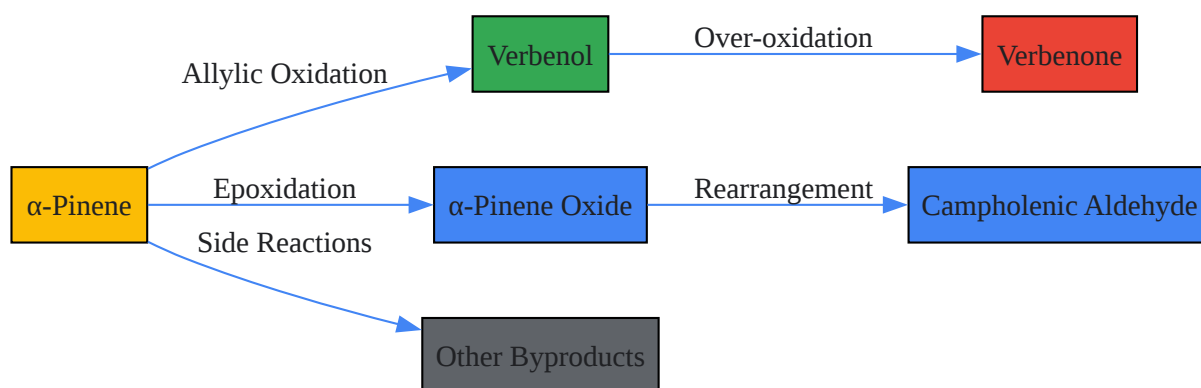 Verbenol
Over-oxidation
Verbenone
Allylic Oxidation
α-Pinene
Epoxidation
α-Pinene Oxide
Rearrangement
Campholenic Aldehyde
Side Reactions
Other Byproducts